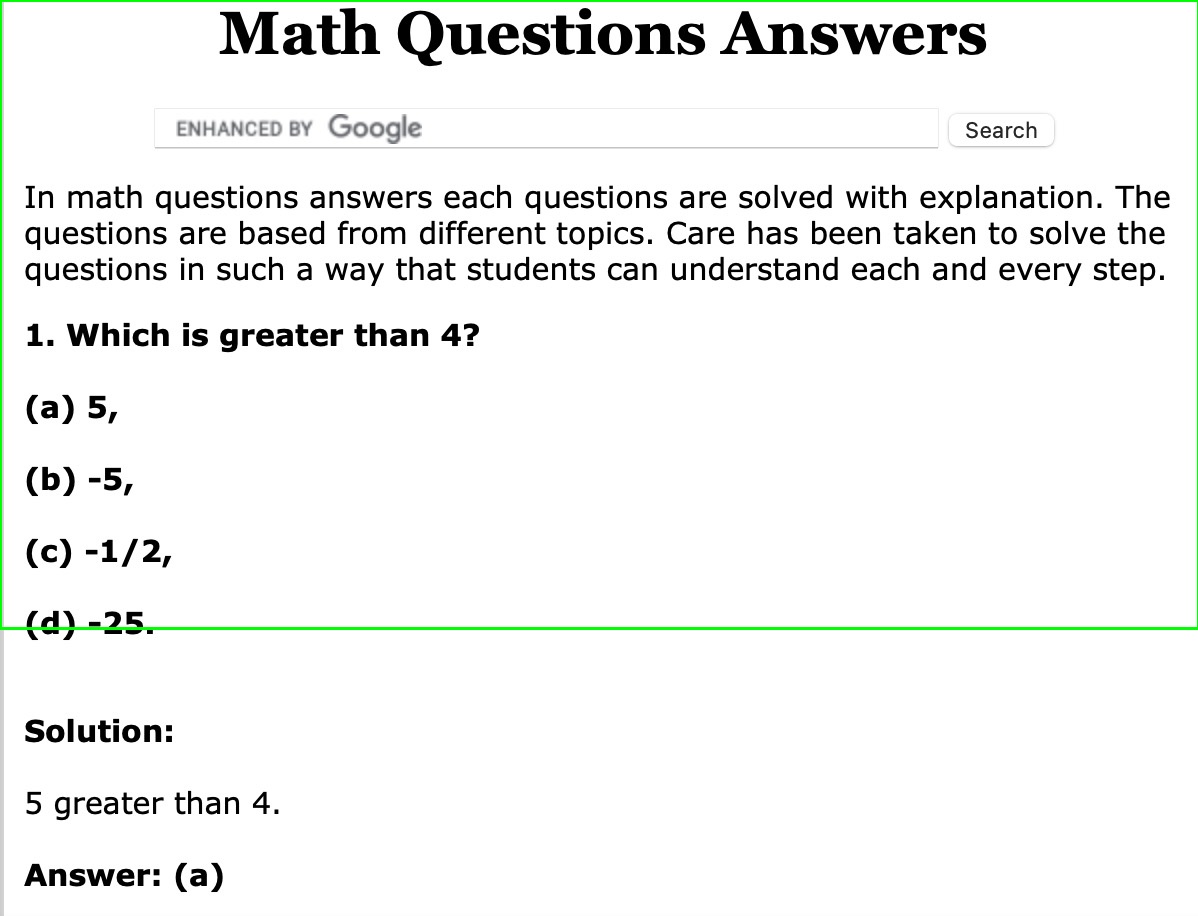 Math Questions Answers
ENHANCED BY Google
Search
In math questions answers each questions are solved with explanation. The
questions are based from different topics. Care has been taken to solve the
questions in such a way that students can understand each and every step.
1. Which is greater than 4?
(a) 5,
(b) -5,
(c) -1/2,
(d) -25.
Solution:
5 greater than 4.
Answer: (a)